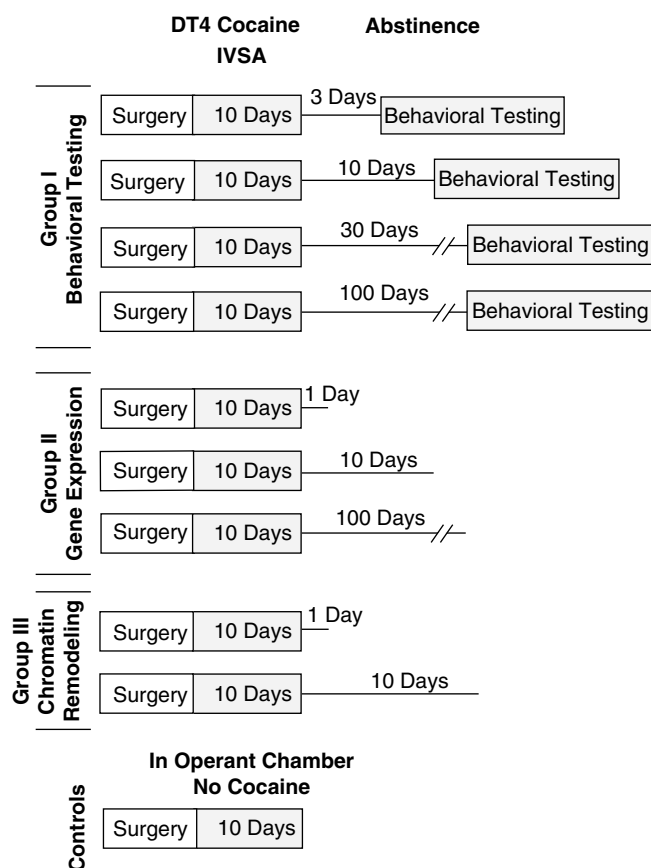 DT4 Cocaine
IVSA
Abstinence
Group I
Behavioral Testing
Surgery 10 Days 3 Days Behavioral Testing
Surgery 10 Days 10 Days Behavioral Testing
Surgery 10 Days 30 Days Behavioral Testing
Surgery 10 Days 100 Days Behavioral Testing
Group II
Gene Expression
Surgery 10 Days 1 Day
Surgery 10 Days 10 Days
Surgery 10 Days 100 Days
Group III
Chromatin
Remodeling
Surgery 10 Days 1 Day
Surgery 10 Days 10 Days
Controls
In Operant Chamber
No Cocaine
Surgery 10 Days